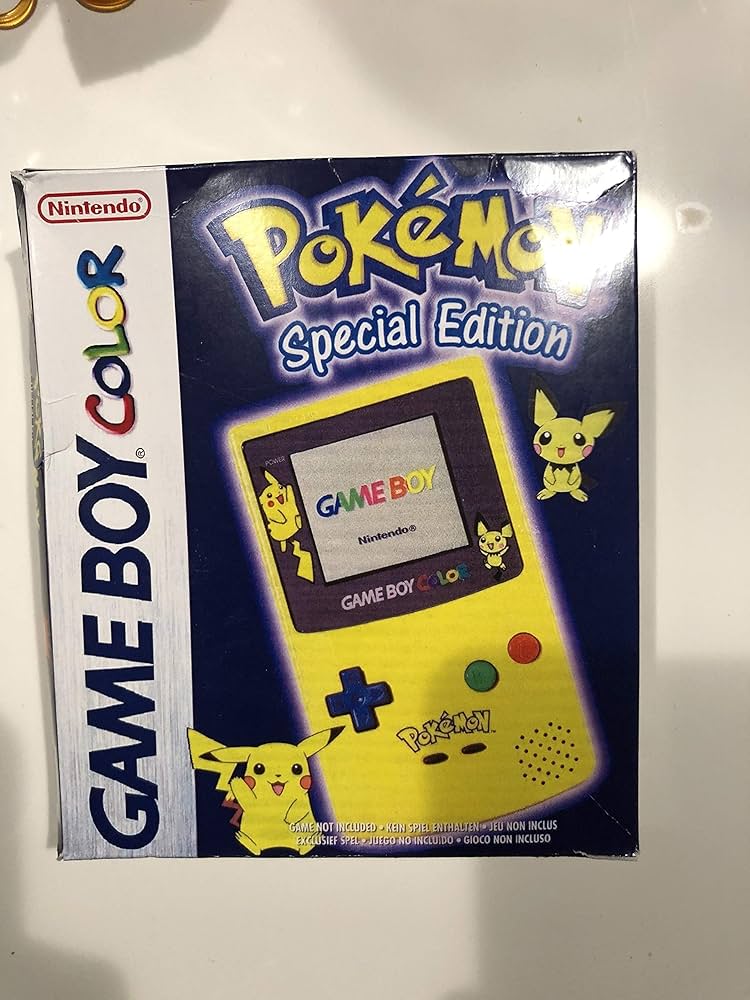 Nintendo®
GAME BOY COLOR
®
Pokémon
Special Edition
POWER
GAME BOY
Nintendo®
GAME BOY COLOR
POKéMON
GAME NOT INCLUDED • KEIN SPIEL ENTHALTEN • JEU NON INCLUS
EXCLUSIEF SPEL • JUEGO NO INCLUIDO • GIOCO NON INCLUSO